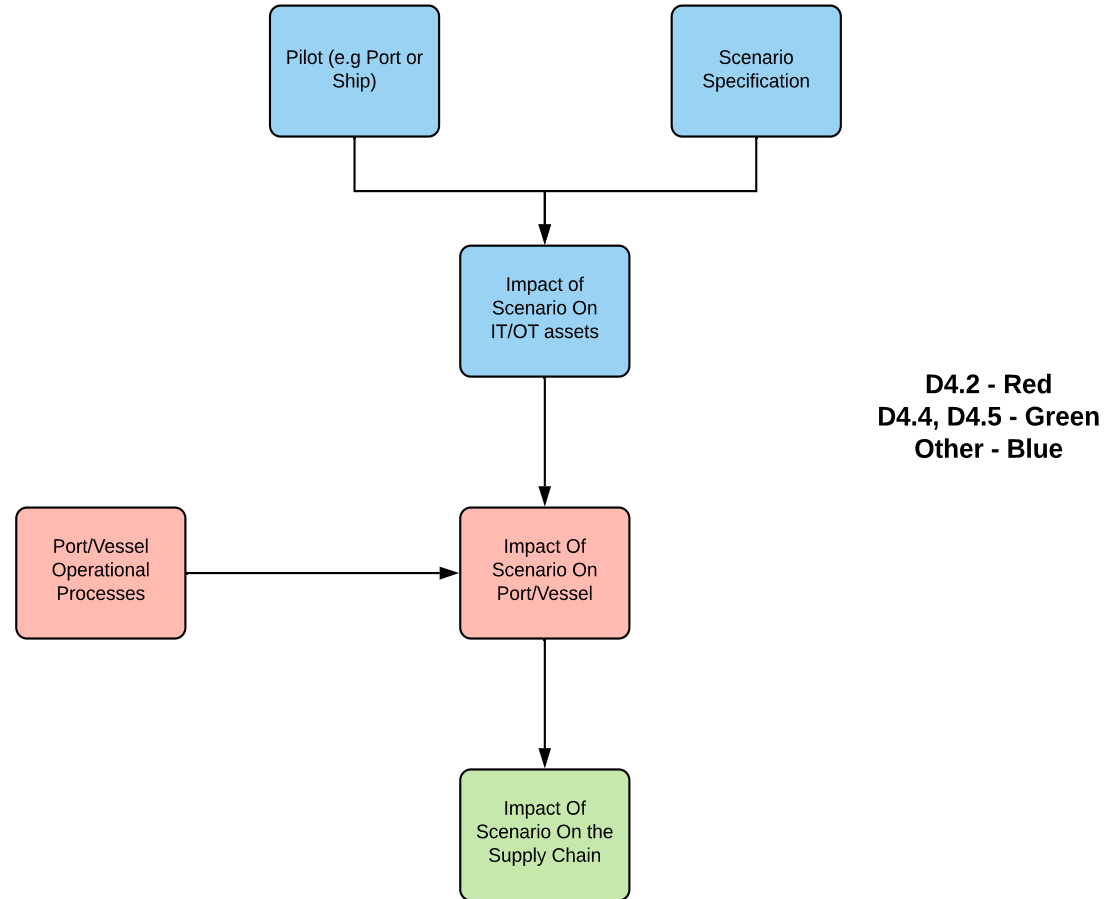 Pilot (e.g Port or
Ship)
Scenario
Specification
Impact of
Scenario On
IT/OT assets
D4.2 - Red
D4.4, D4.5 - Green
Other - Blue
Port/Vessel
Operational
Processes
Impact Of
Scenario On
Port/Vessel
Impact Of
Scenario On the
Supply Chain